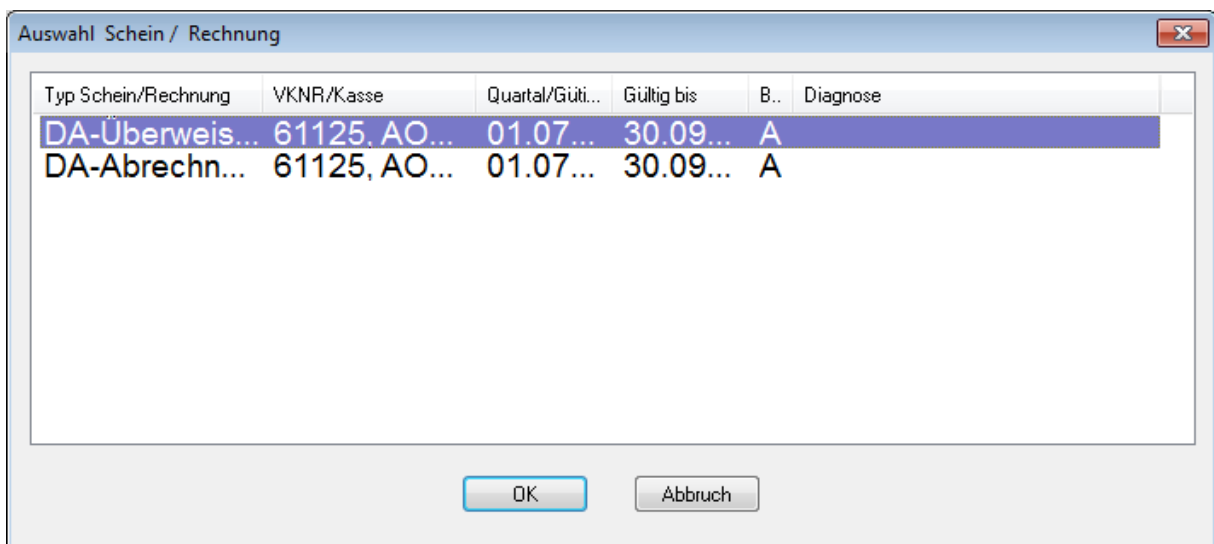 Auswahl Schein / Rechnung
Typ Schein/Rechnung VKNR/Kasse Quartal/Güti... Gültig bis B.. Diagnose
DA-Überweis... 61125, AO... 01.07... 30.09... A
DA-Abrechn... 61125, AO... 01.07... 30.09... A
OK Abbruch